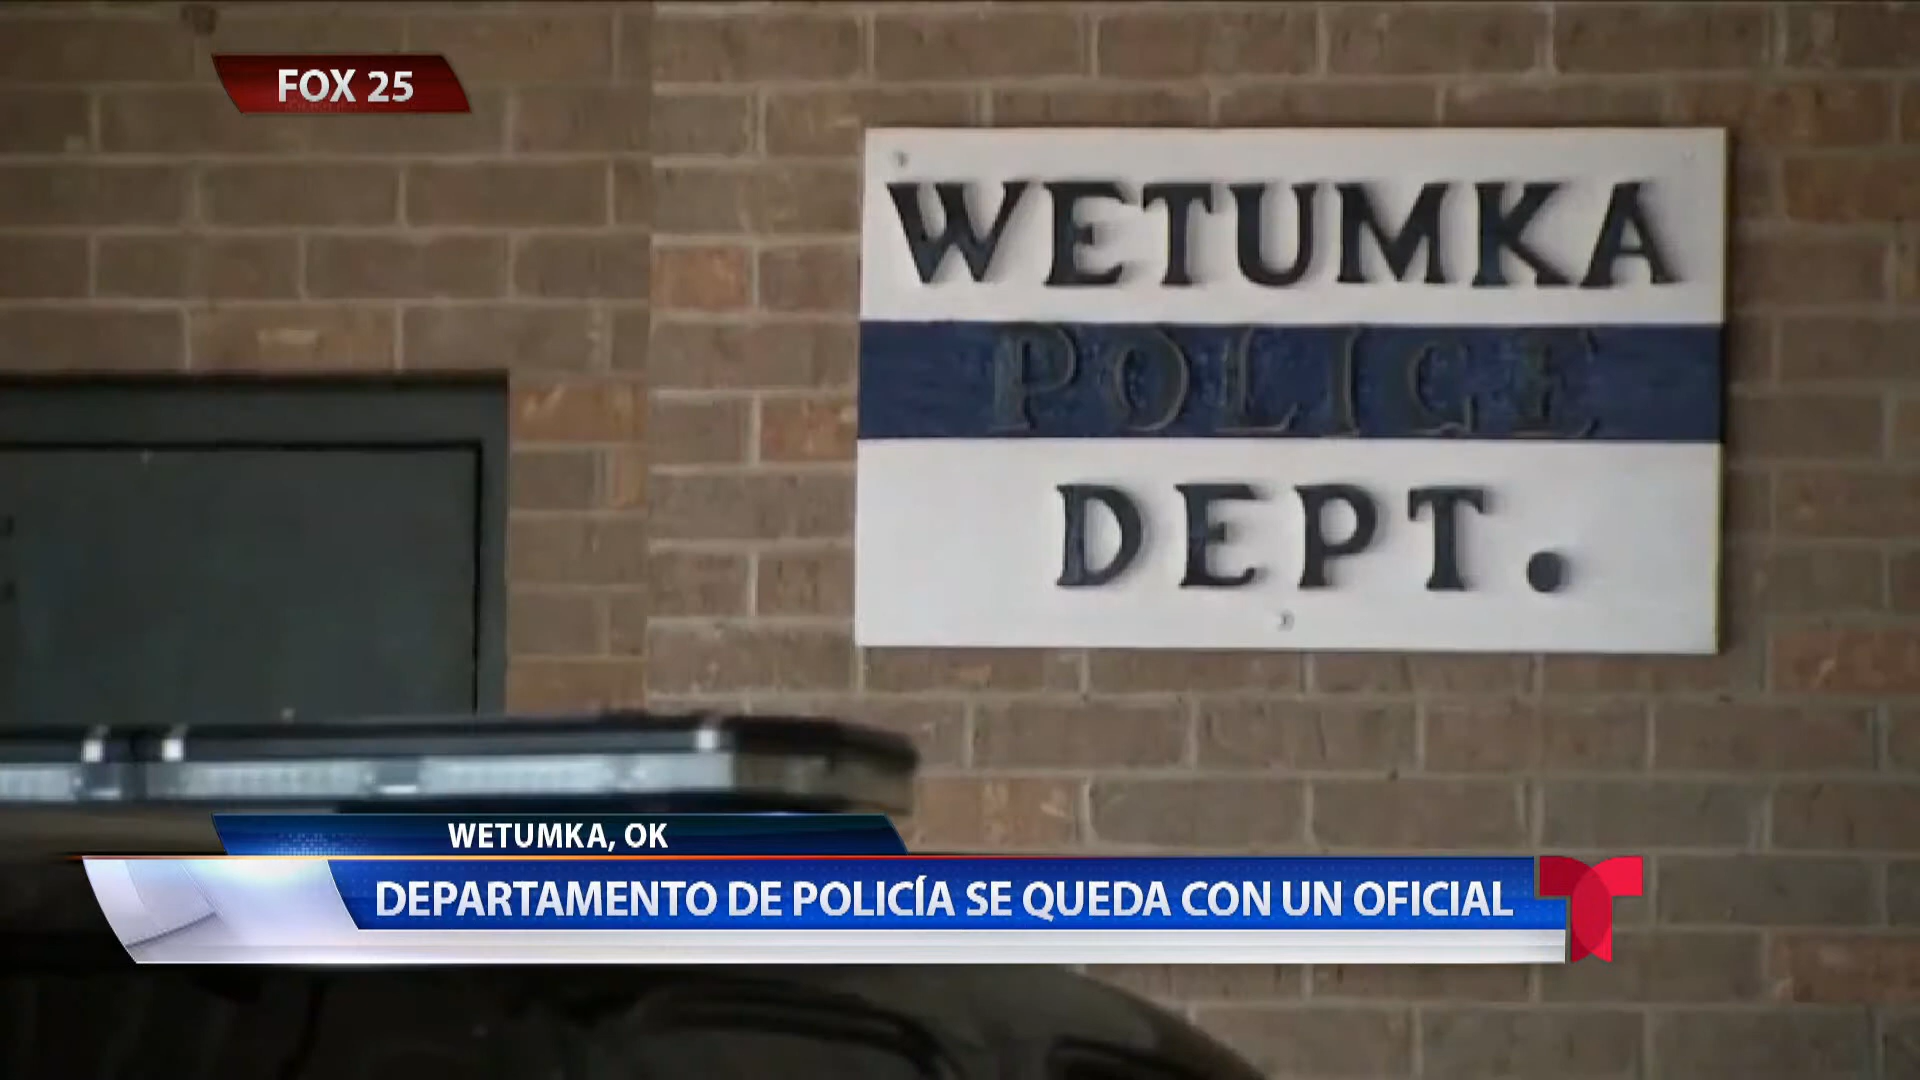 FOX 25
WETUMKA
POLICE
DEPT.
WETUMKA, OK
DEPARTAMENTO DE POLICÍA SE QUEDA CON UN OFICIAL